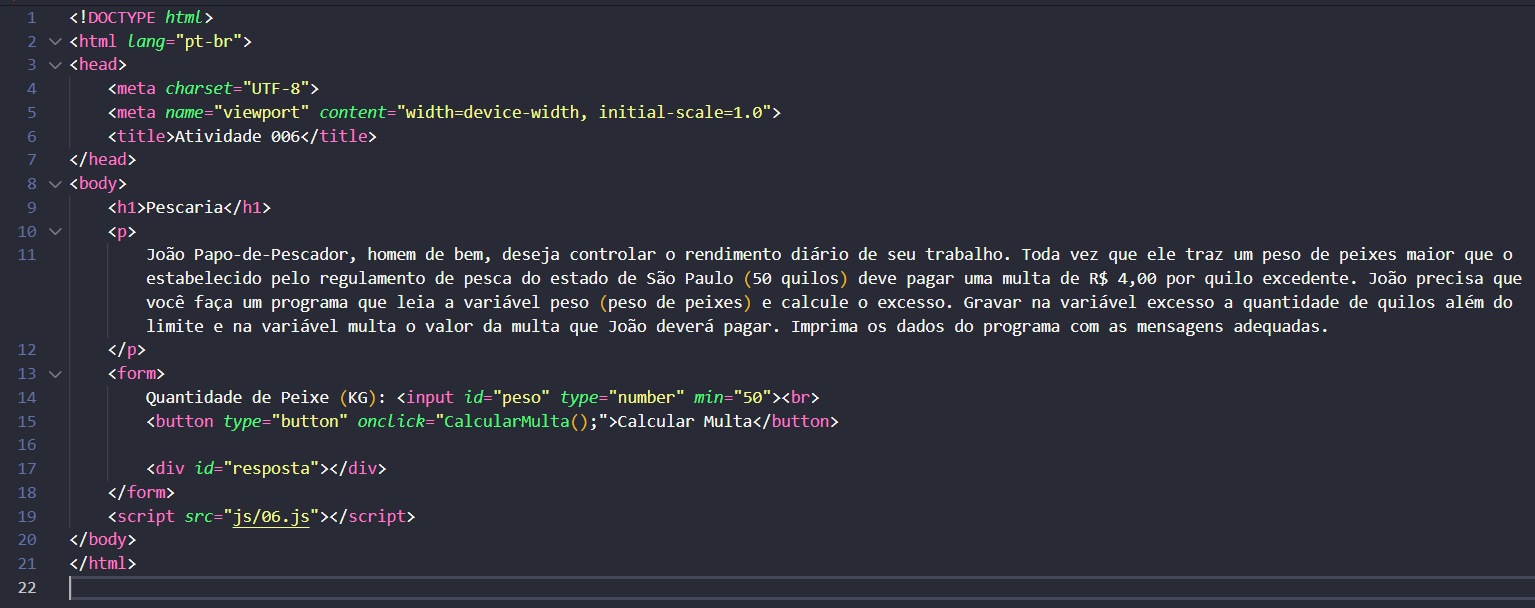 1 <!DOCTYPE html>
2 <html lang="pt-br">
3 <head>
4 <meta charset="UTF-8">
5 <meta name="viewport" content="width=device-width, initial-scale=1.0">
6 <title>Atividade 006</title>
7 </head>
8 <body>
9 <h1>Pescaria</h1>
10 <p>
11 João Papo-de-Pescador, homem de bem, deseja controlar o rendimento diário de seu trabalho. Toda vez que ele traz um peso de peixes maior que o
estabelecido pelo regulamento de pesca do estado de São Paulo (50 quilos) deve pagar uma multa de R$ 4,00 por quilo excedente. João precisa que
você faça um programa que leia a variável peso (peso de peixes) e calcule o excesso. Gravar na variável excesso a quantidade de quilos além do
limite e na variável multa o valor da multa que João deverá pagar. Imprima os dados do programa com as mensagens adequadas.
12 </p>
13 <form>
14 Quantidade de Peixe (KG): <input id="peso" type="number" min="50"><br>
15 <button type="button" onclick="CalcularMulta();">Calcular Multa</button>
16
17 <div id="resposta"></div>
18 </form>
19 <script src="js/06.js"></script>
20 </body>
21 </html>
22